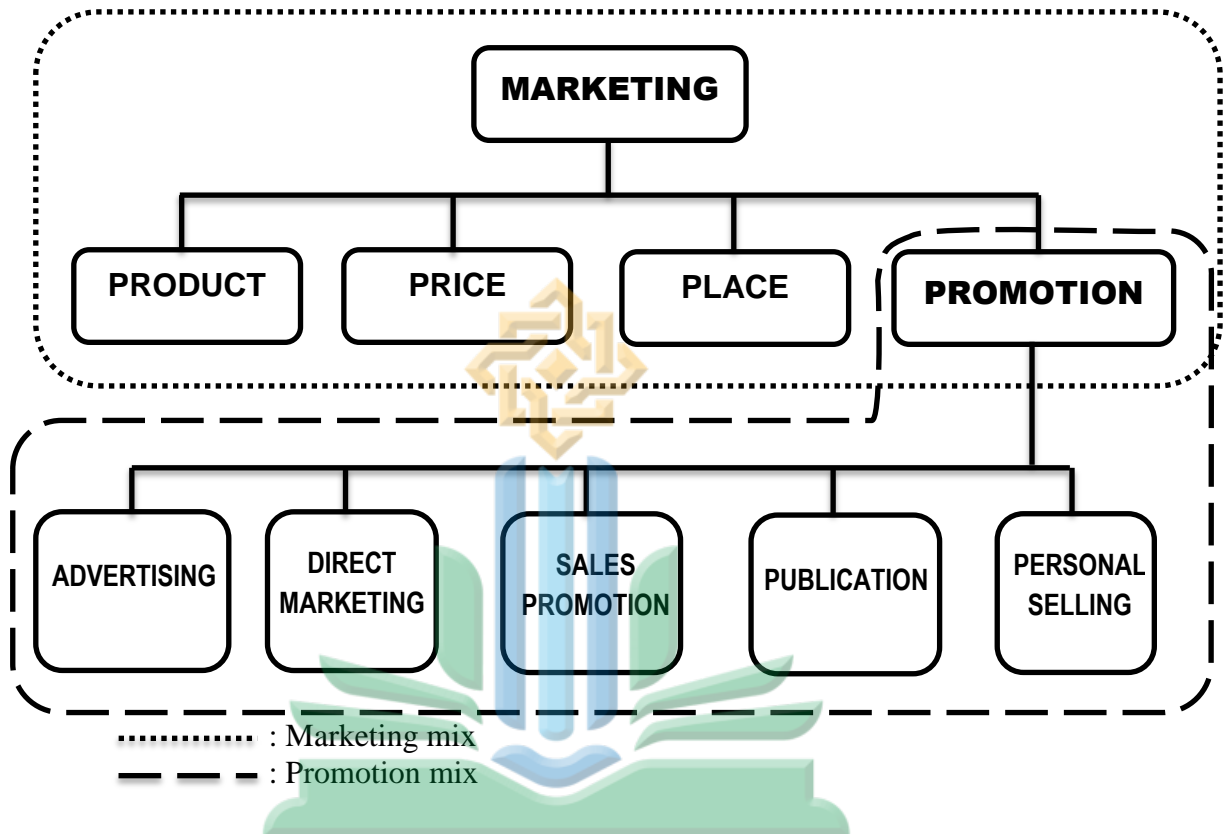 MARKETING
PRODUCT
PRICE
PLACE
PROMOTION
ADVERTISING
DIRECT
MARKETING
SALES
PROMOTION
PUBLICATION
PERSONAL
SELLING
: Marketing mix
: Promotion mix